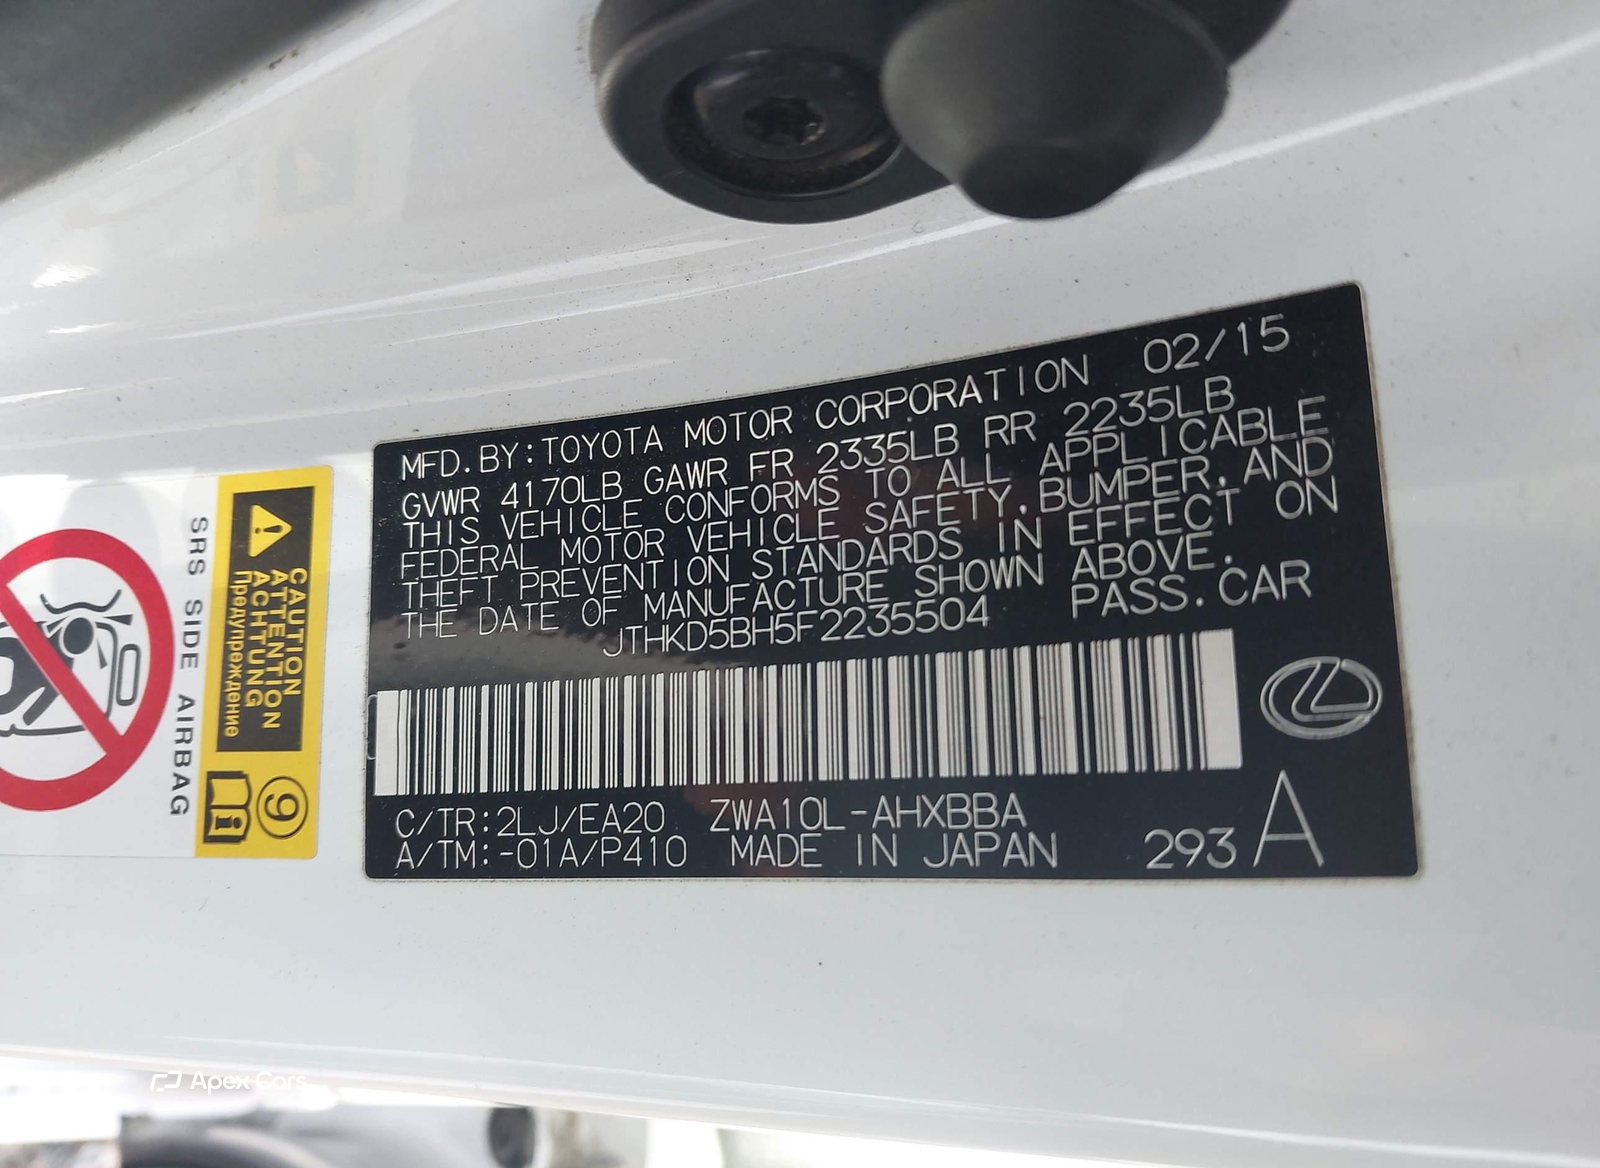 MFD.BY:TOYOTA MOTOR CORPORATION 02/15
GVWR 4170LB GAWR FR 2335LB RR 2235LB
THIS VEHICLE CONFORMS TO ALL APPLICABLE
FEDERAL MOTOR VEHICLE SAFETY,BUMPER,AND
THEFT PREVENTION STANDARDS IN EFFECT ON
THE DATE OF MANUFACTURE SHOWN ABOVE.
JTHKD5BH5F2235504 PASS.CAR
C/TR:2LJ/EA20 ZWA10L-AHXBBA
A/TM:-01A/P410 MADE IN JAPAN 293 A
CAUTION
ATTENTION
ACHTUNG
Предупреждение
9
SRS SIDE AIRBAG
Apex Cars